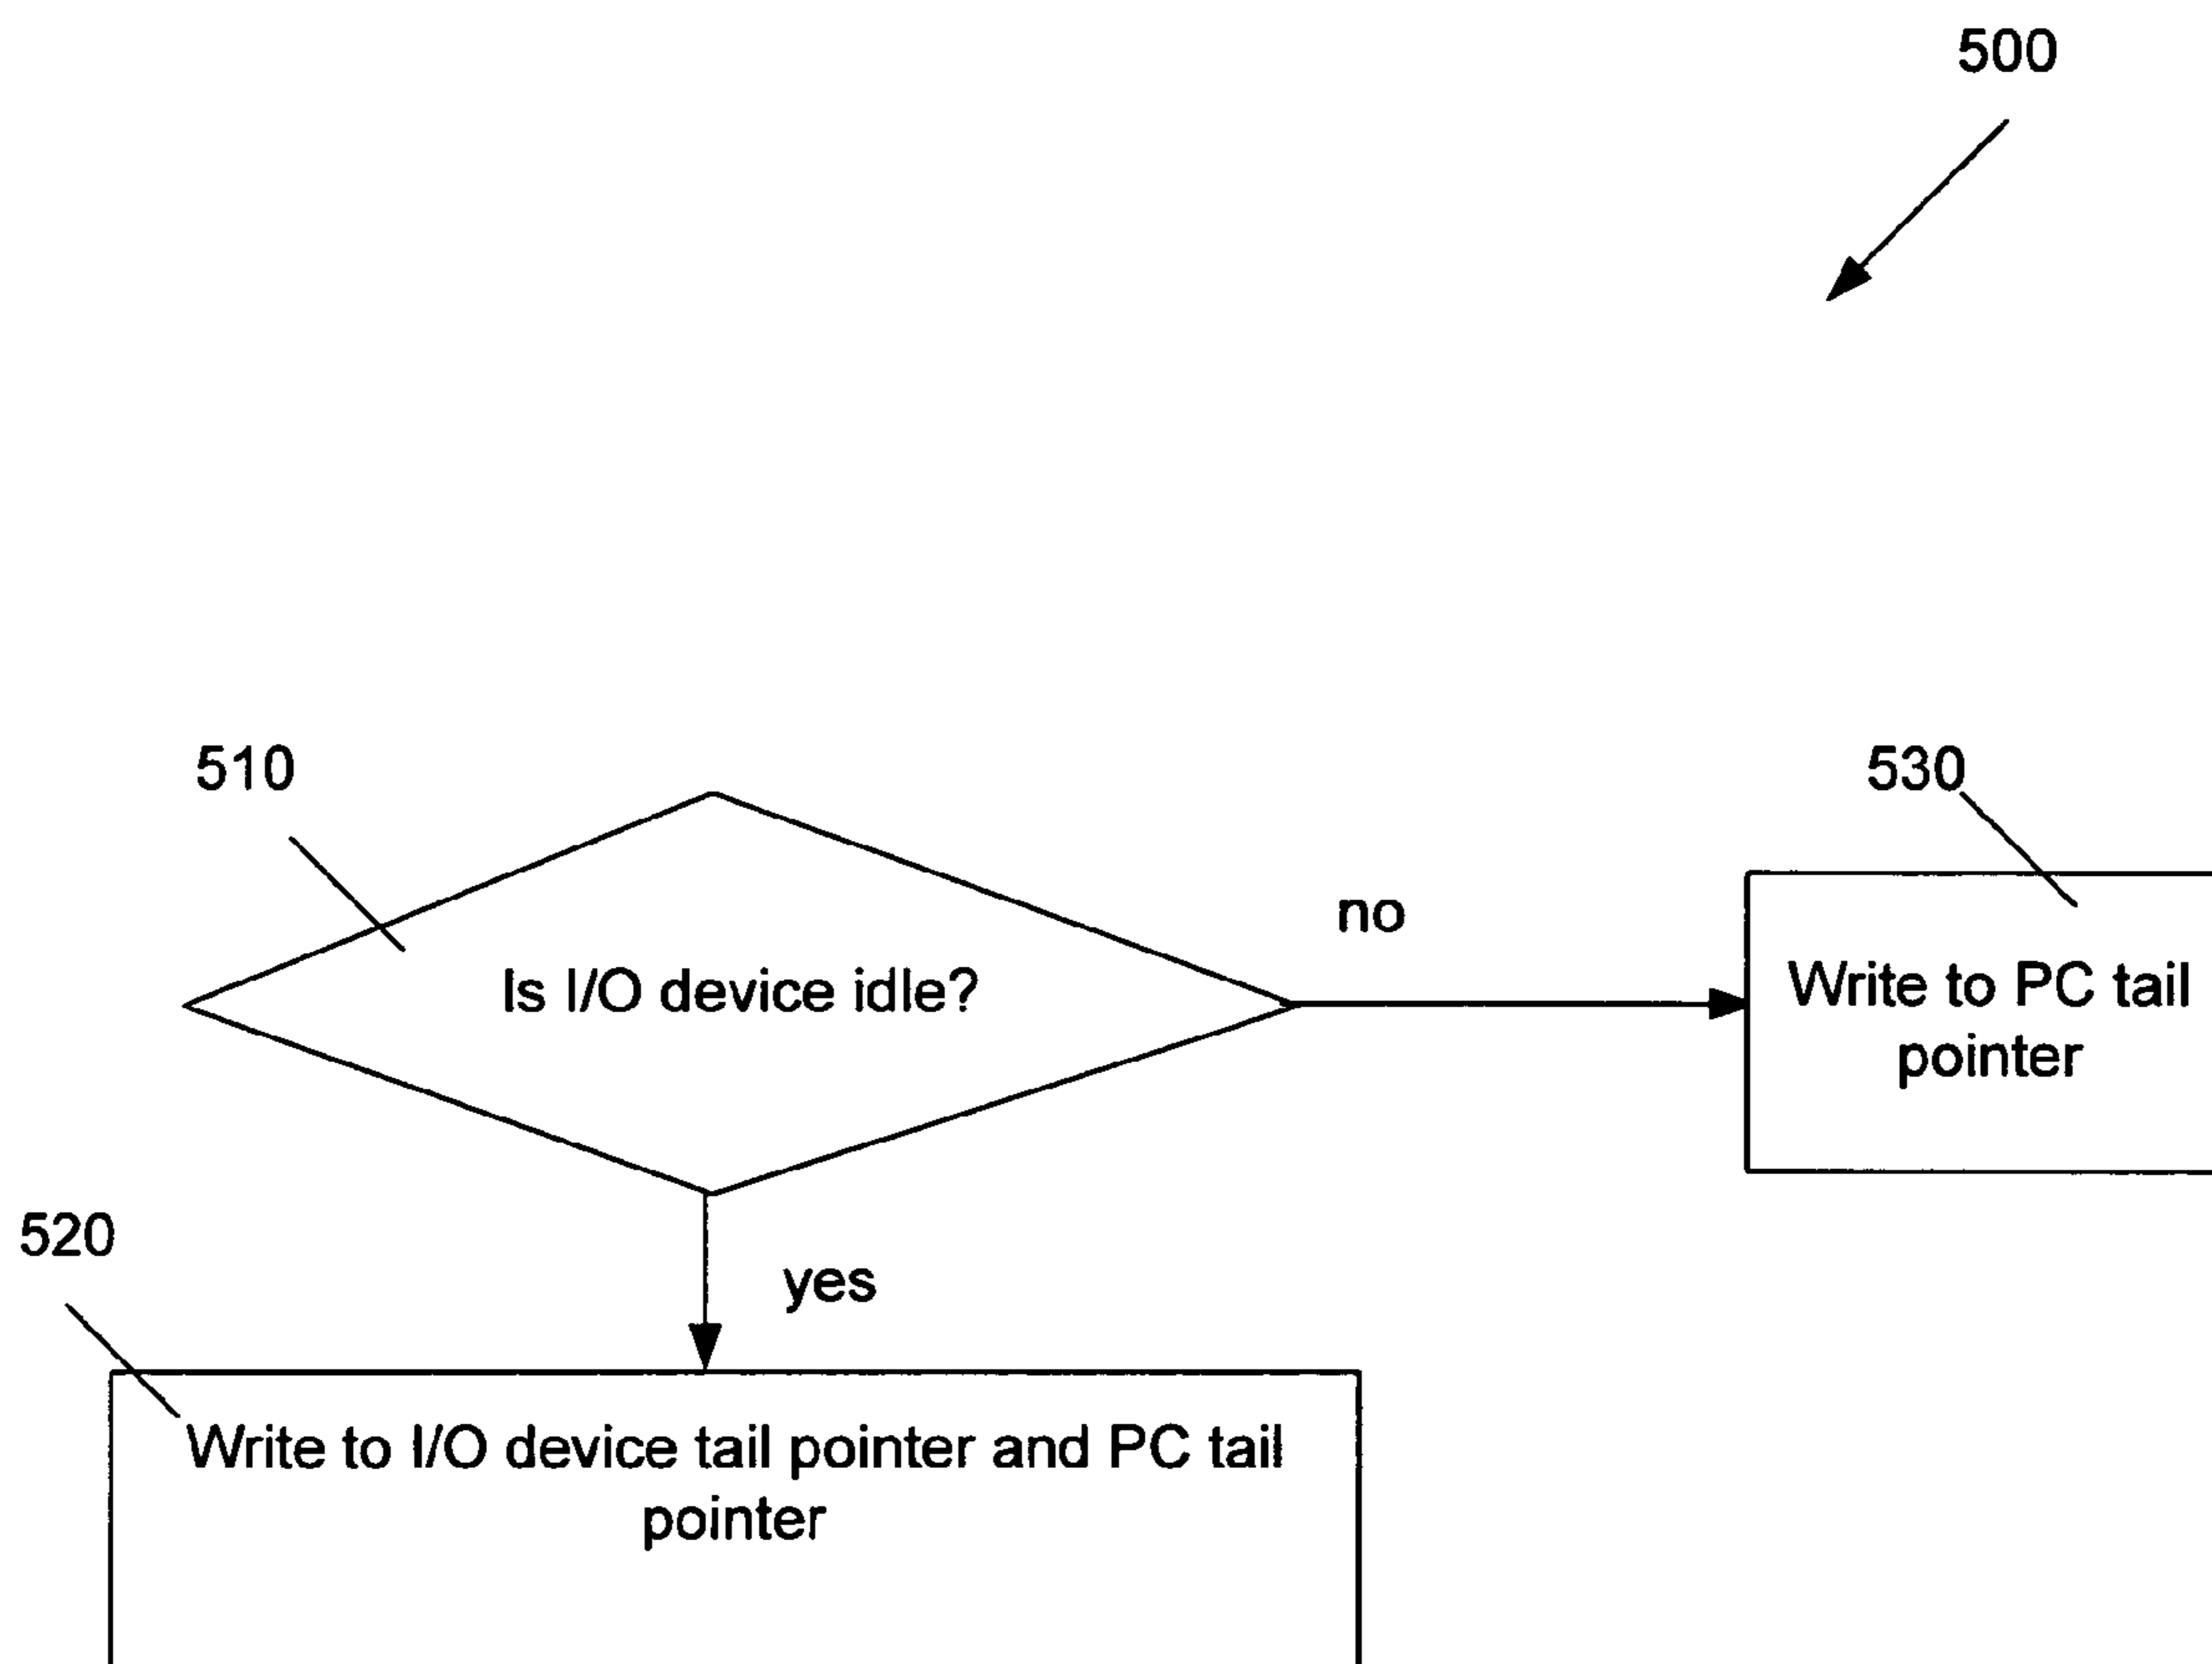 500
510
530
no
Is I/O device idle?
Write to PC tail
pointer
520
yes
Write to I/O device tail pointer and PC tail
pointer